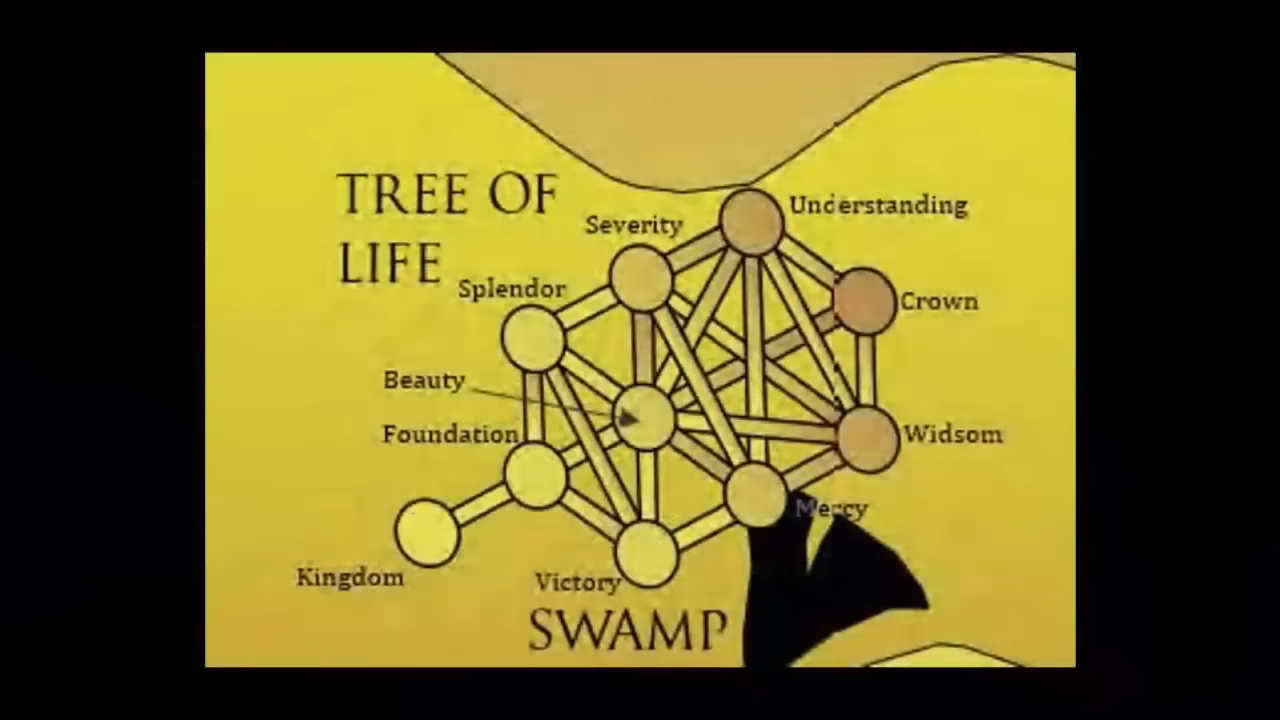 TREE OF
LIFE
Understanding
Severity
Splendor
Crown
Beauty
Foundation
Widsom
Mercy
Kingdom
Victory
SWAMP